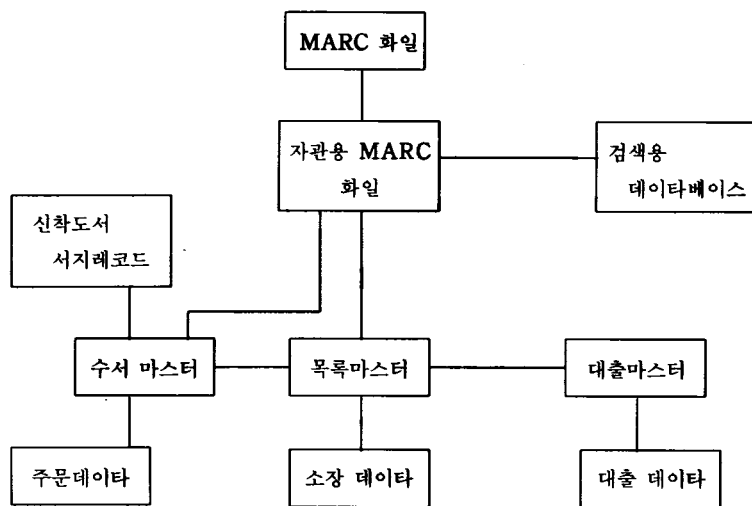 MARC 화일
자관용 MARC
화일
검색용
데이타베이스
신착도서
서지레코드
수서 마스터
목록마스터
대출마스터
주문데이타
소장 데이타
대출 데이타